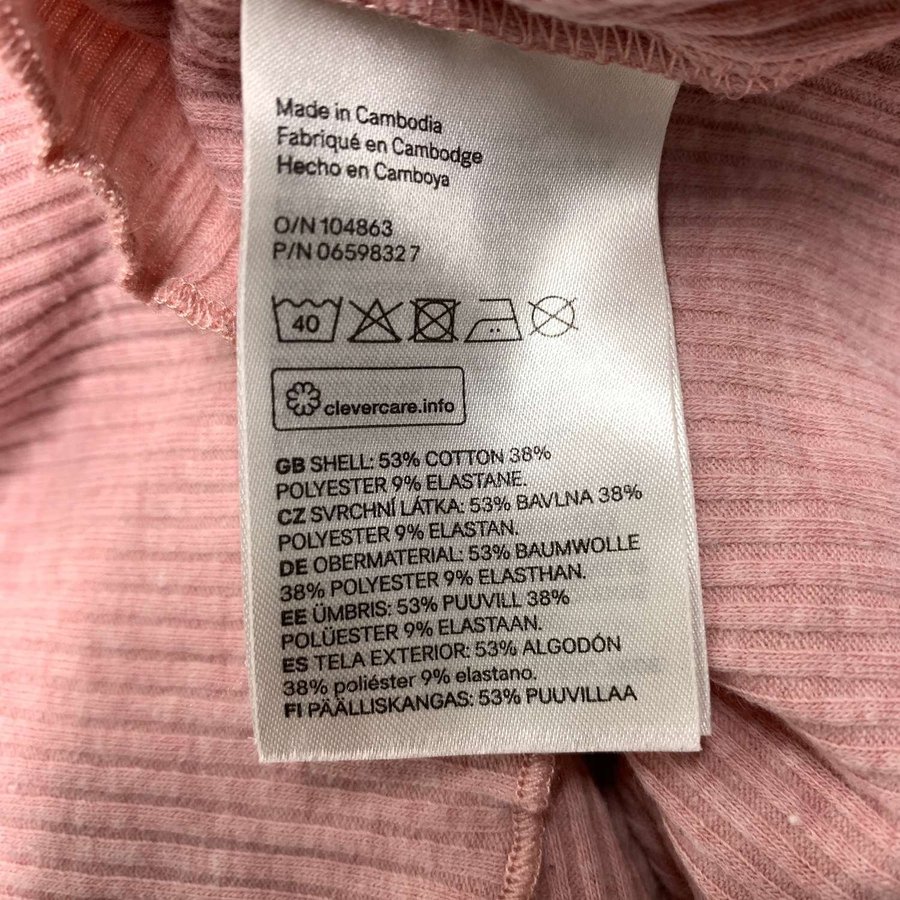 Made in Cambodia
Fabriqué en Cambodge
Hecho en Camboya
O/N 104863
P/N 06598327
40
clevercare.info
GB SHELL: 53% COTTON 38%
POLYESTER 9% ELASTANE.
CZ SVRCHNÍ LÁTKA: 53% BAVLNA 38%
POLYESTER 9% ELASTAN.
DE OBERMATERIAL: 53% BAUMWOLLE
38% POLYESTER 9% ELASTHAN.
EE ÜMBRIS: 53% PUUVILL 38%
POLÜESTER 9% ELASTAAN.
ES TELA EXTERIOR: 53% ALGODÓN
38% poliéster 9% elastano.
FI PÄÄLLISKANGAS: 53% PUUVILLAA